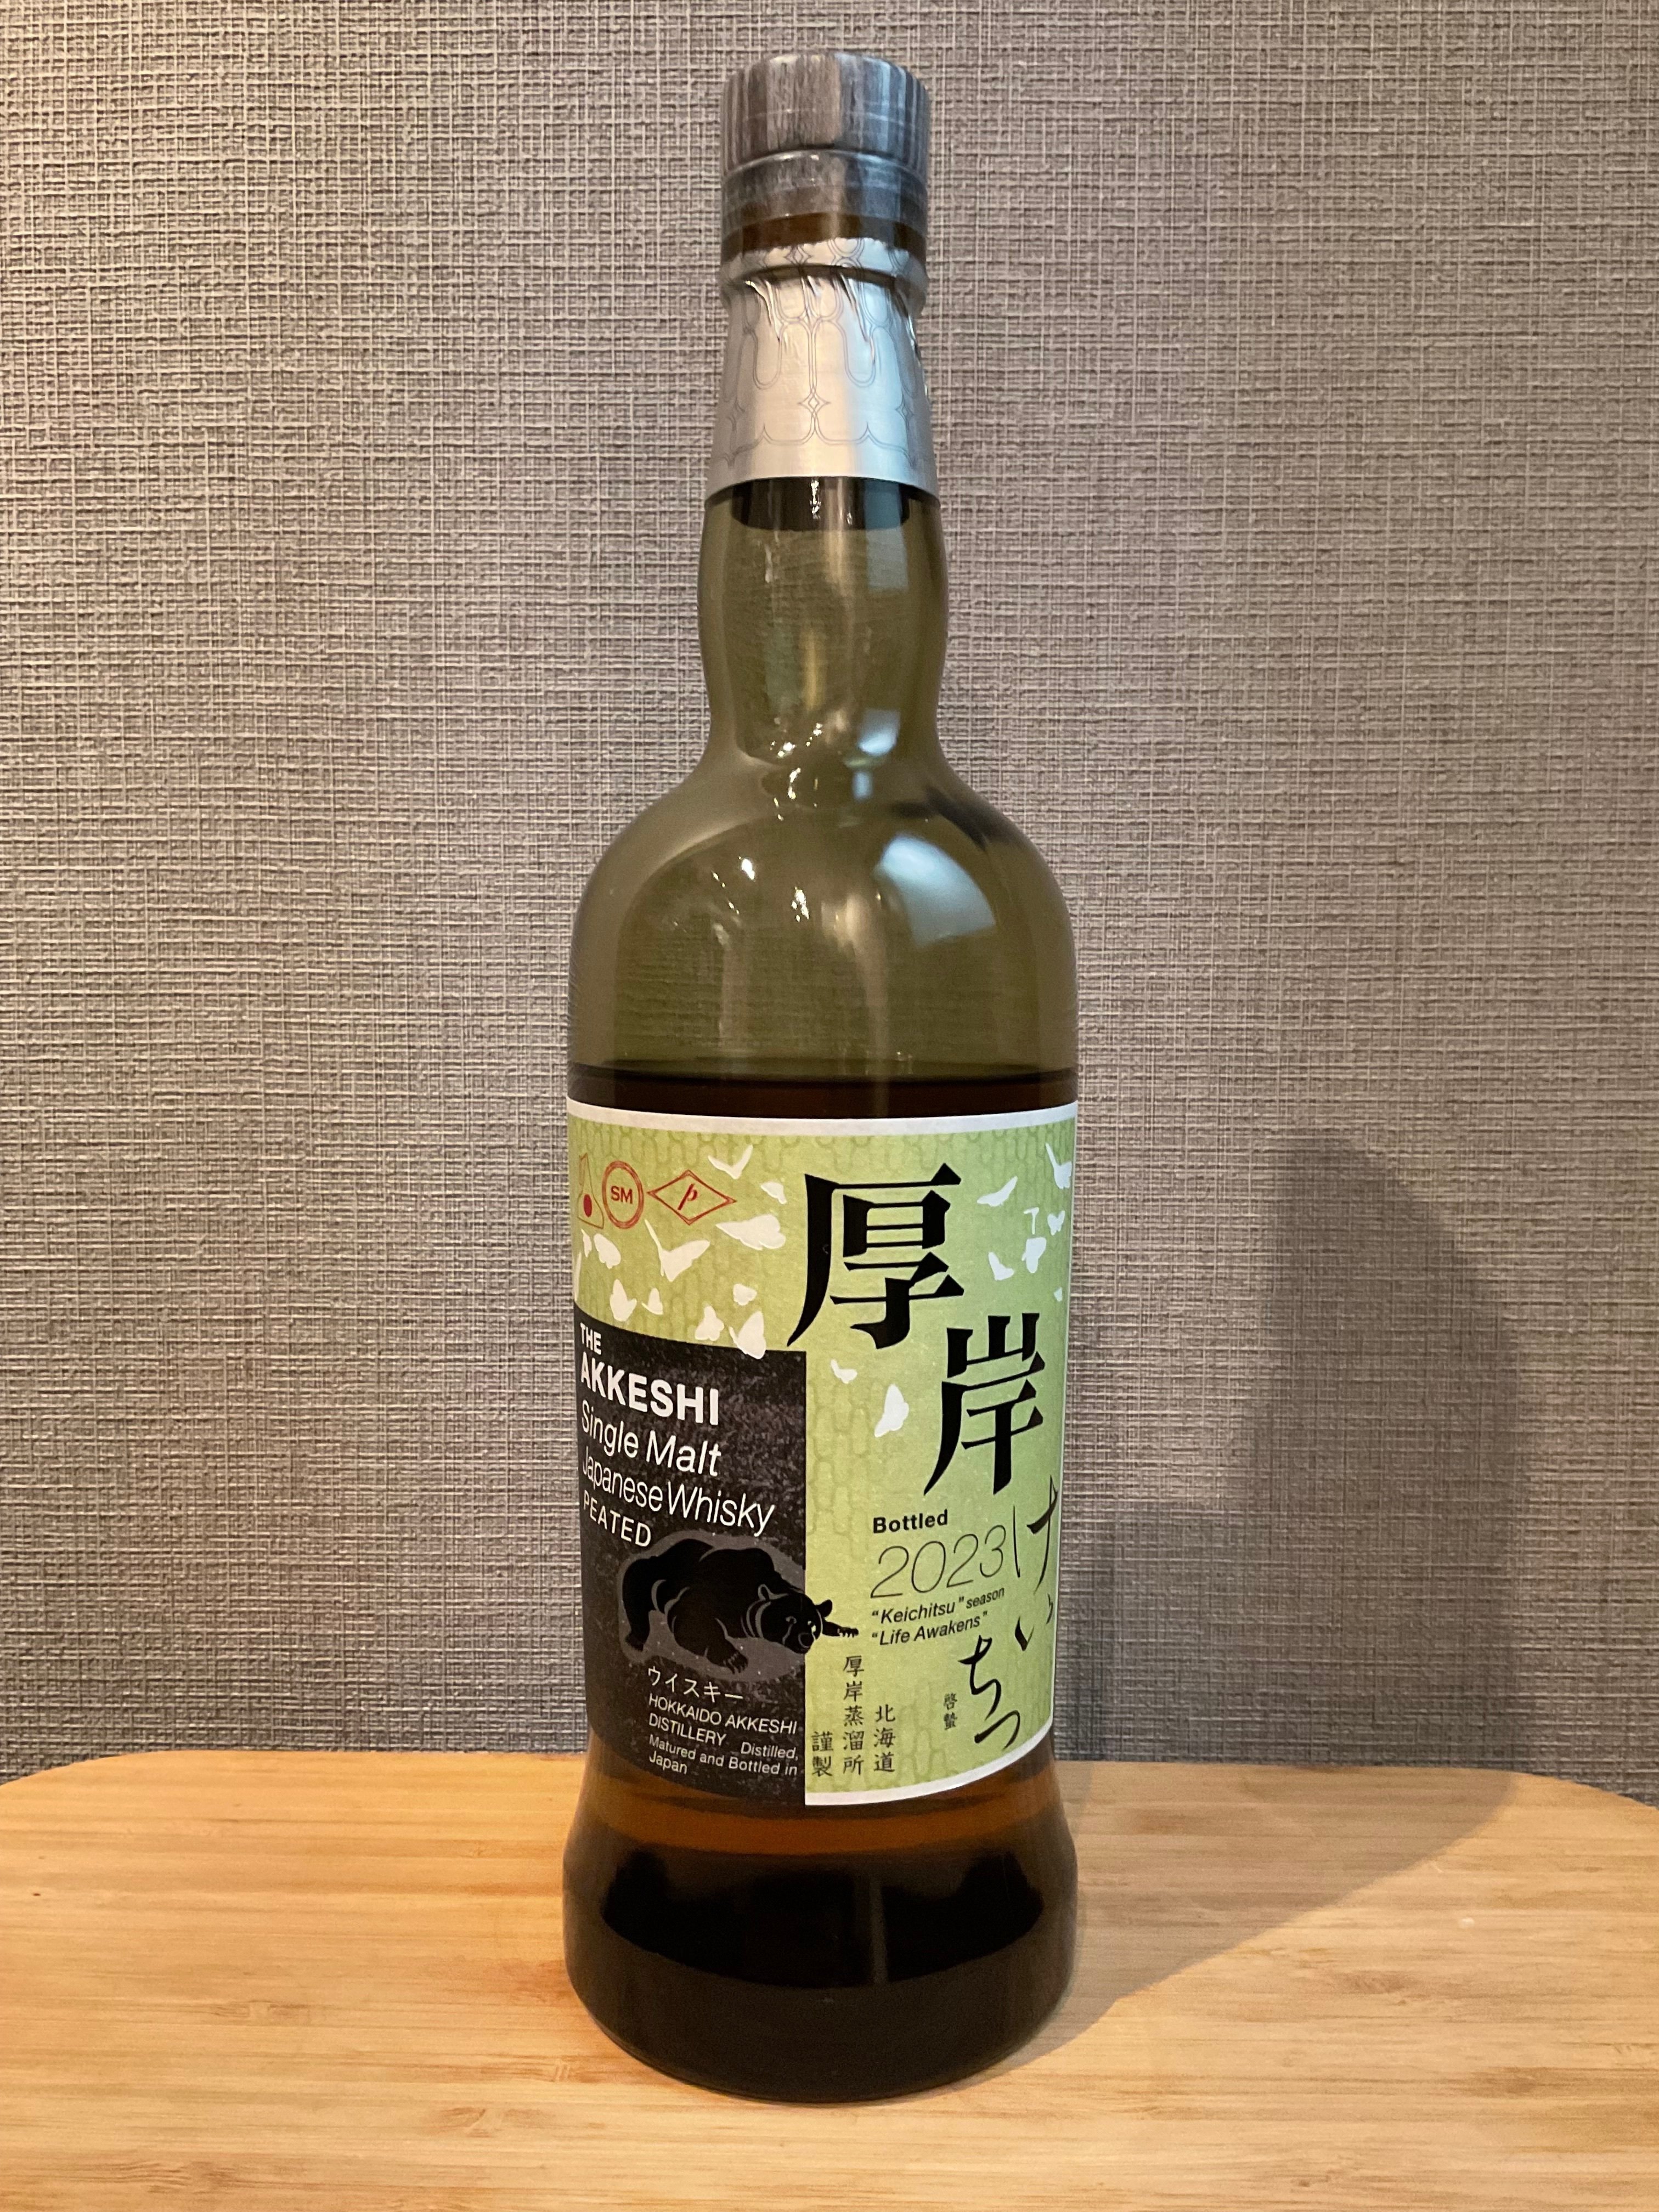 SM
p
厚岸
THE
AKKESHI
Single Malt
Japanese Whisky
PEATED
Bottled
2023
"Keichitsu" season
"Life Awakens"
けいちつ
啓蟄
ウイスキー
HOKKAIDO AKKESHI
DISTILLERY Distilled,
Matured and Bottled in
Japan
北海道
厚岸蒸溜所
謹製